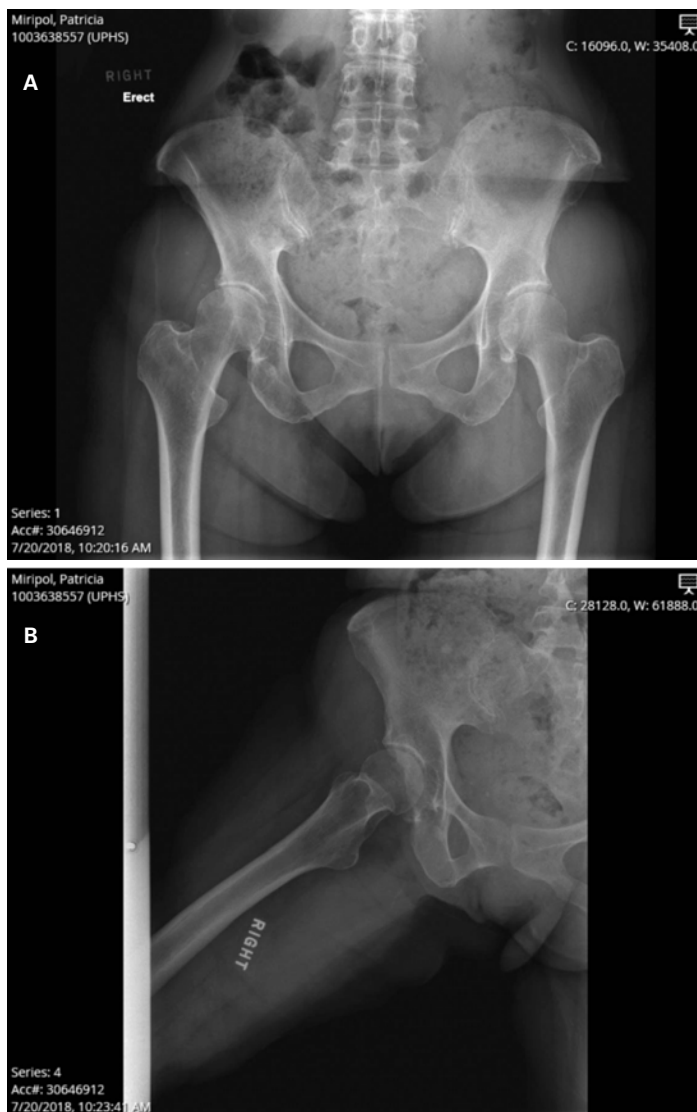 Miripol, Patricia
1003638557 (UPHS)
C: 16096.0, W: 35408.0
A
RIGHT
Erect
Series: 1
Acc#: 30646912
7/20/2018, 10:20:16 AM
Miripol, Patricia
1003638557 (UPHS)
C: 28128.0, W: 61888.0
B
RIGHT
Series: 4
Acc#: 30646912
7/20/2018, 10:23:41 AM